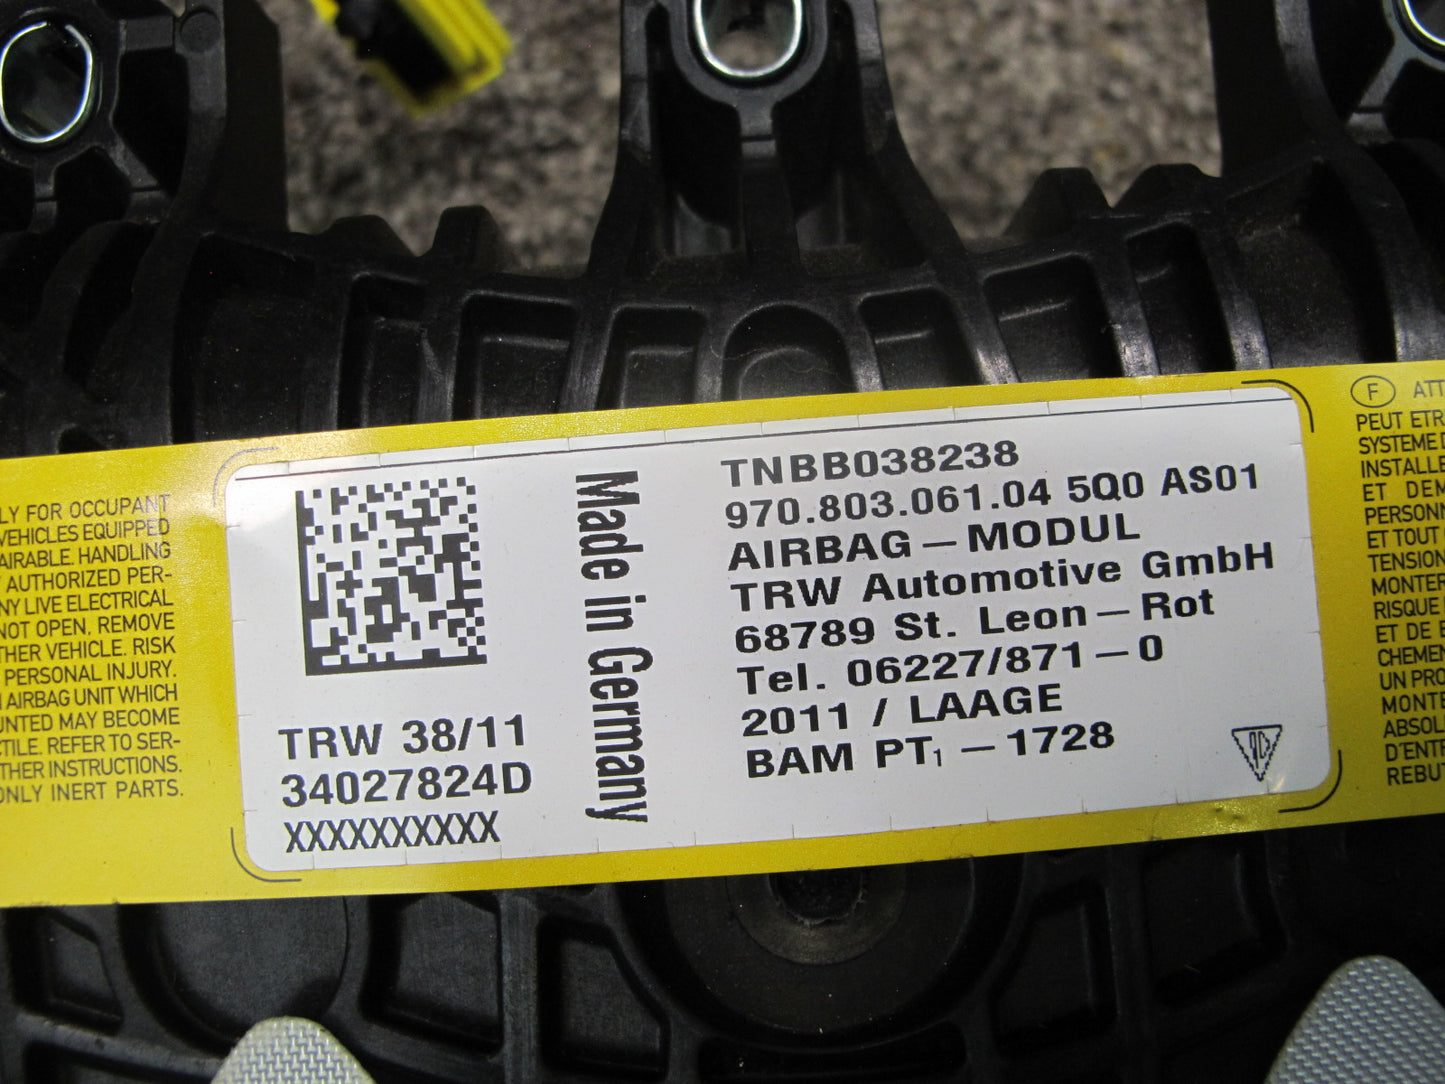 LY FOR OCCUPANT
VEHICLES EQUIPPED
AIRABLE. HANDLING
AUTHORIZED PER-
NY LIVE ELECTRICAL
NOT OPEN, REMOVE
THER VEHICLE. RISK
PERSONAL INJURY.
AIRBAG UNIT WHICH
UNTED MAY BECOME
CTILE. REFER TO SER-
THER INSTRUCTIONS.
ONLY INERT PARTS.
TRW 38/11
34027824D
XXXXXXXXXX
Made in Germany
TNBB038238
970.803.061.04 5Q0 AS01
AIRBAG-MODUL
TRW Automotive GmbH
68789 St. Leon-Rot
Tel. 06227/871-0
2011 / LAAGE
BAM PT1-1728
F ATT
PEUT ETR
SYSTEME D
INSTALLE
ET DEM
PERSONN
ET TOUT
TENSION
MONTER
RISQUE
ET DE
CHEMEN
UN PRO
MONTE
ABSOL
D'ENT
REBUT